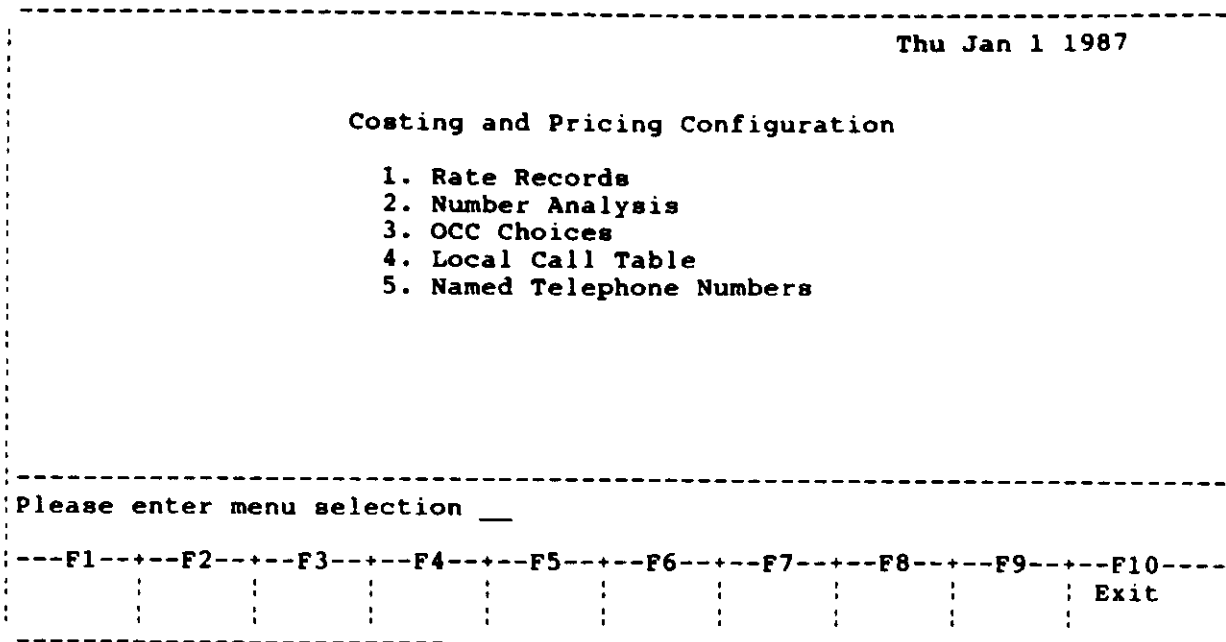 Thu Jan 1 1987
Costing and Pricing Configuration
1. Rate Records
2. Number Analysis
3. OCC Choices
4. Local Call Table
5. Named Telephone Numbers
Please enter menu selection __
---F1--+--F2--+--F3--+--F4--+--F5--+--F6--+--F7--+--F8--+--F9--+--F10----
Exit